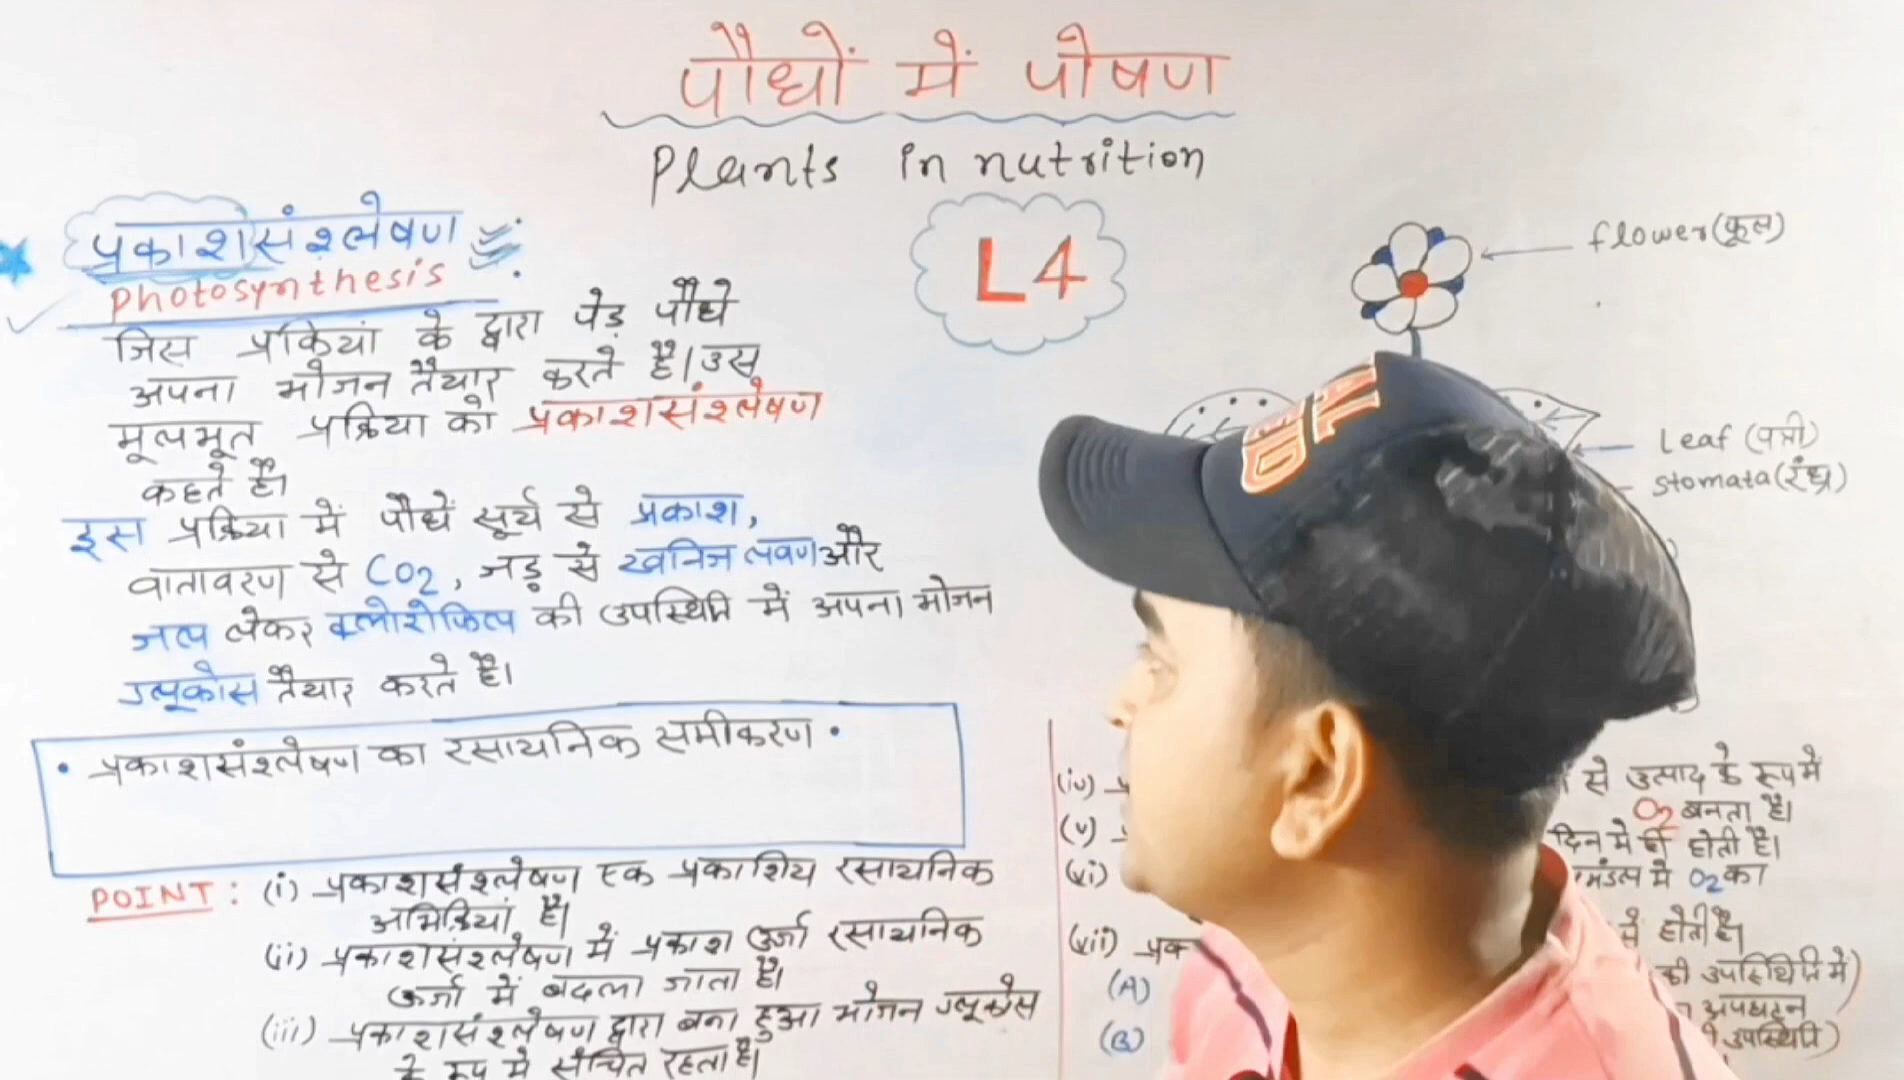 पौधों में पोषण
Plants in nutrition
प्रकाशसंश्लेषण
Photosynthesis
L4
flower(फूल)
जिस प्रकियां के द्वारा पेड़ पौधे
अपना भोजन तैयार करते है। उस
मूलभूत प्रक्रिया को प्रकाशसंश्लेषण
कहते है।
Leaf (पत्ती)
stomata(रंध्र)
इस प्रक्रिया में पौधें सूर्य से प्रकाश,
वातावरण से CO2, जड़ से खनिज लवण और
जल लेकर क्लोरोफिल की उपस्थिति में अपना भोजन
ग्लूकोस तैयार करते है।
• प्रकाशसंश्लेषण का रसायनिक समीकरण •
POINT : (i) प्रकाशसंश्लेषण एक प्रकाशिय रसायनिक
अभिक्रियां है।
(ii) प्रकाशसंश्लेषण में प्रकाश उर्जा रसायनिक
ऊर्जा में बदला जाता है।
(iii) प्रकाशसंश्लेषण द्वारा बना हुआ भोजन ग्लूकोस
के रूप मे संचित रहता है।
(iv)
से उत्पाद के रूप मे
O2 बनता है।
(v)
दिन मे ही होती है।
(vi)
मंडल मे O2 का
से होती है।
(vii) प्रक
(A)
की उपस्थिति में)
अपघटन
(B)
उपस्थिति)